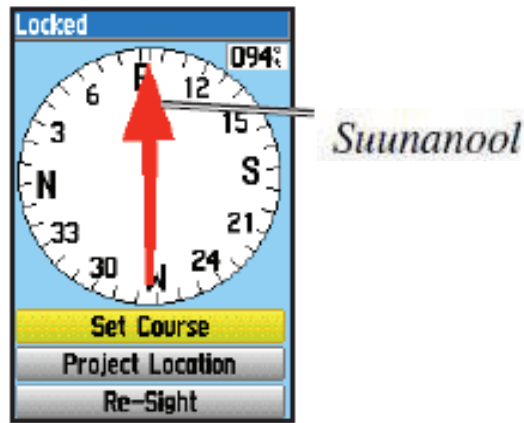 Locked
094°
E
12
15
S
21
24
W
30
33
N
3
6
Suunanool
Set Course
Project Location
Re-Sight